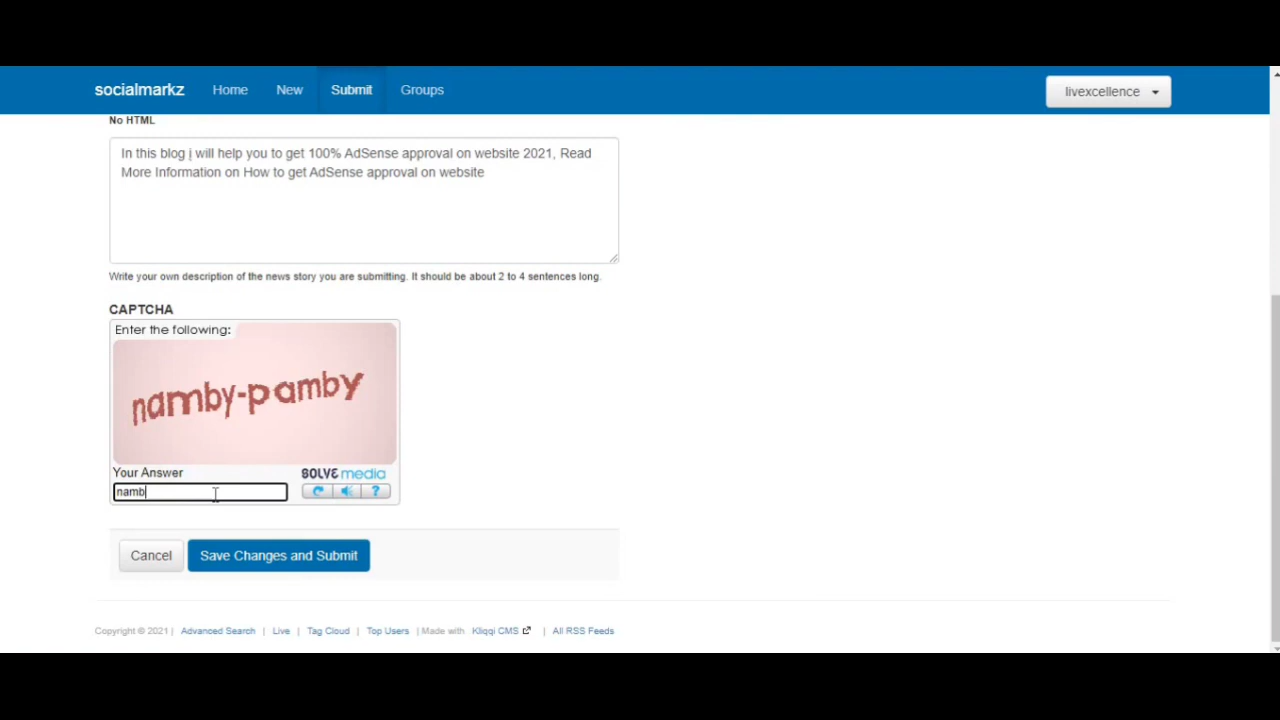 socialmarkz Home New Submit Groups livexcellence
No HTML
In this blog i will help you to get 100% AdSense approval on website 2021, Read
More Information on How to get AdSense approval on website
Write your own description of the news story you are submitting. It should be about 2 to 4 sentences long.
CAPTCHA
Enter the following:
namby-pamby
Your Answer SOLVE media
namb ?
Cancel Save Changes and Submit
Copyright © 2021 | Advanced Search | Live | Tag Cloud | Top Users | Made with Kliqqi CMS | All RSS Feeds